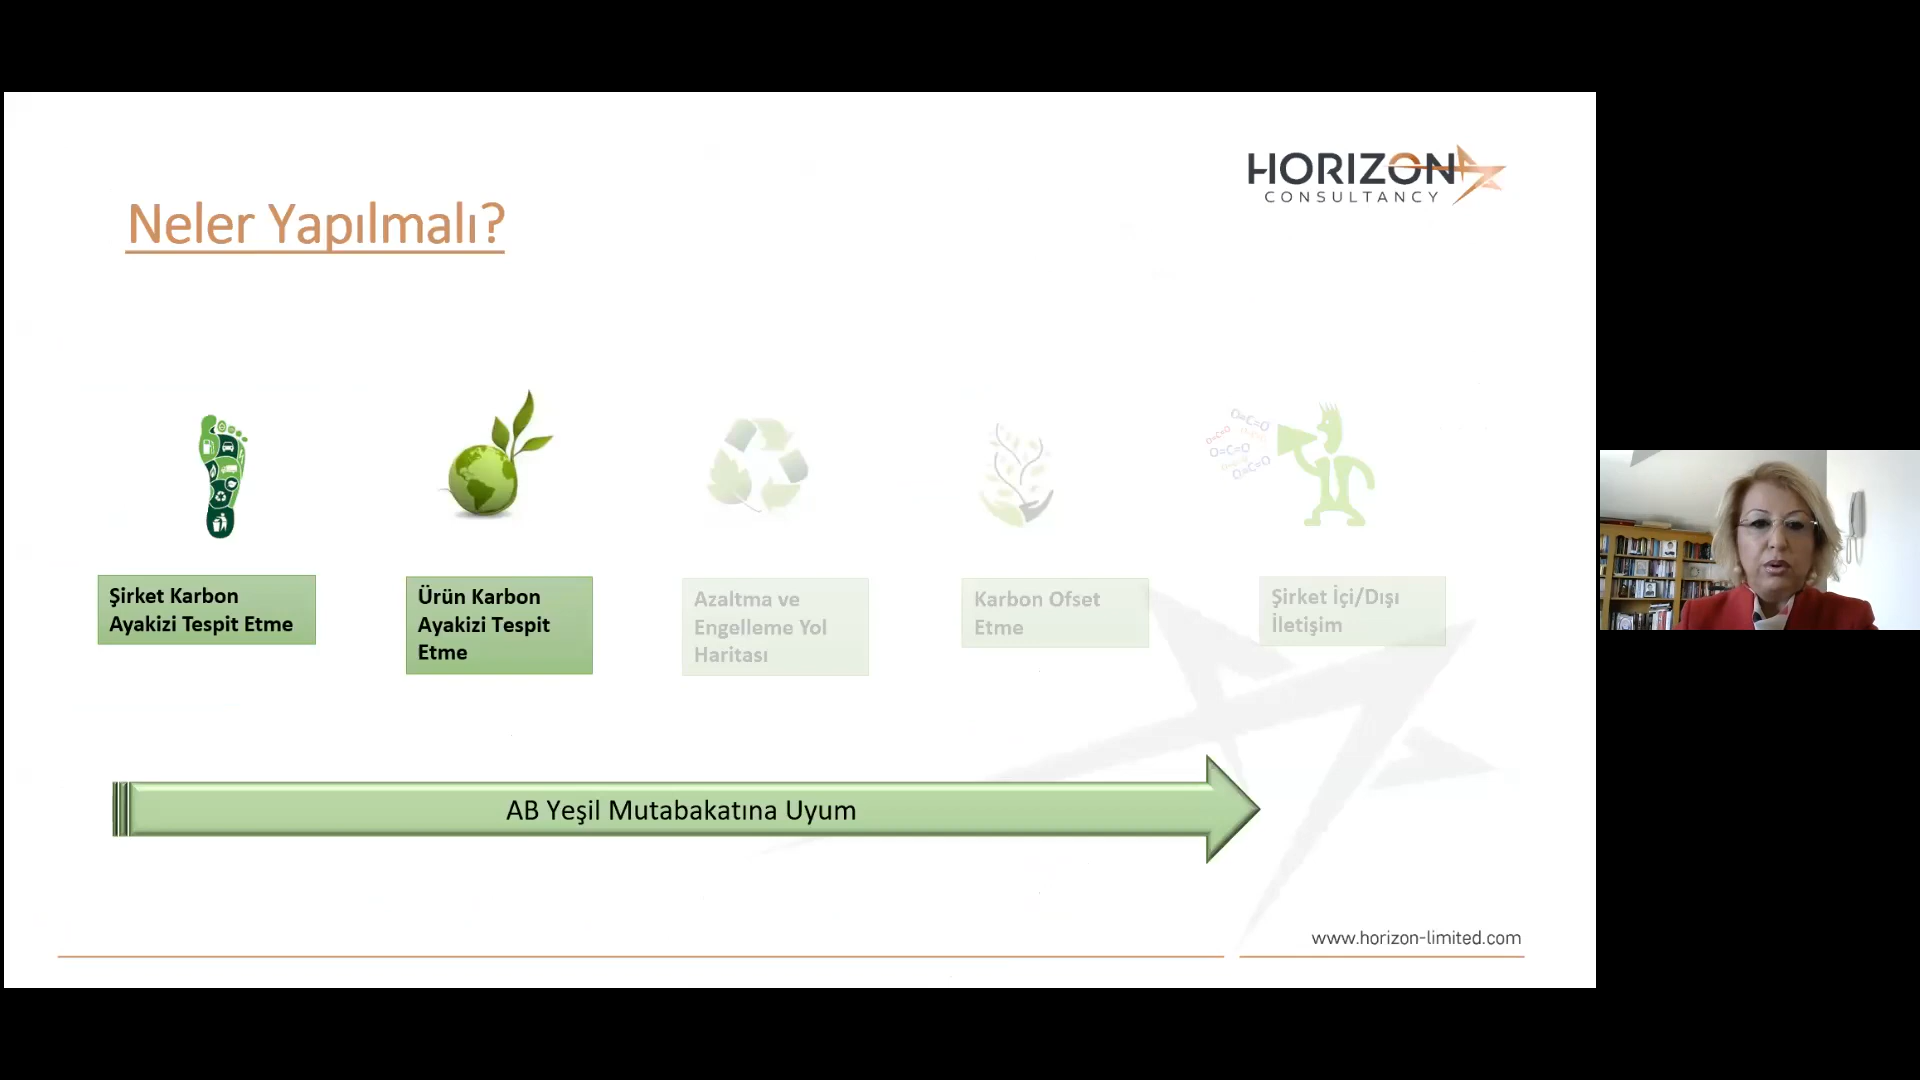 HORIZON
CONSULTANCY
Neler Yapılmalı?
Şirket Karbon
Ayakizi Tespit Etme
Ürün Karbon
Ayakizi Tespit
Etme
Azaltma ve
Engelleme Yol
Haritası
Karbon Ofset
Etme
O=C=O
O=C=O
O=C=O
O=C=O
Şirket İçi/Dışı
İletişim
AB Yeşil Mutabakatına Uyum
www.horizon-limited.com